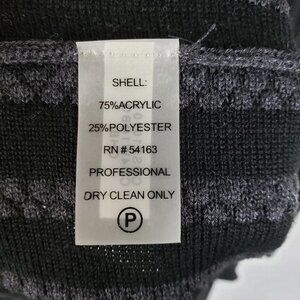 SHELL:
75%ACRYLIC
25%POLYESTER
RN # 54163
PROFESSIONAL
DRY CLEAN ONLY
P